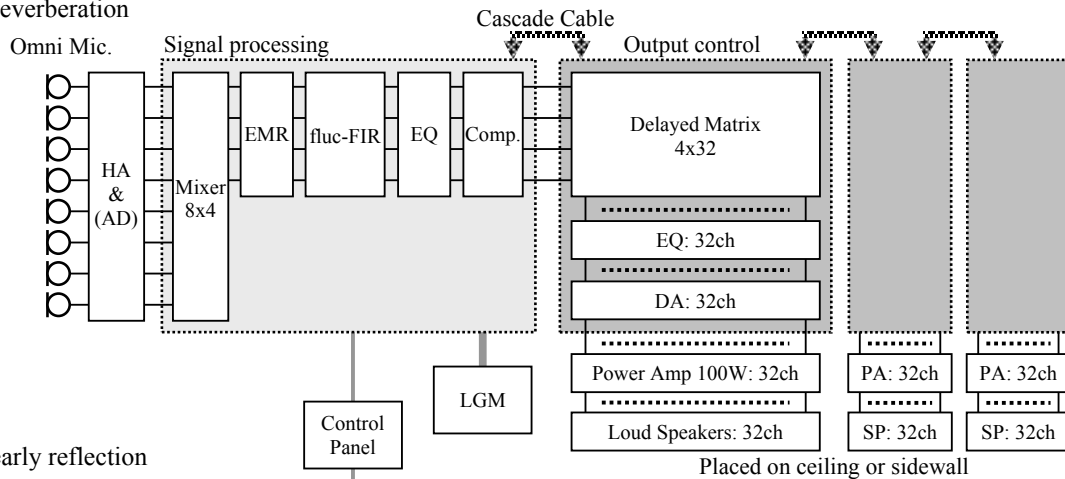 everberation
Cascade Cable
Omni Mic.
Signal processing
Output control
HA
&
(AD)
Mixer
8x4
EMR
fluc-FIR
EQ
Comp.
Delayed Matrix
4x32
EQ: 32ch
DA: 32ch
Power Amp 100W: 32ch
PA: 32ch
PA: 32ch
LGM
Control
Panel
Loud Speakers: 32ch
SP: 32ch
SP: 32ch
early reflection
Placed on ceiling or sidewall